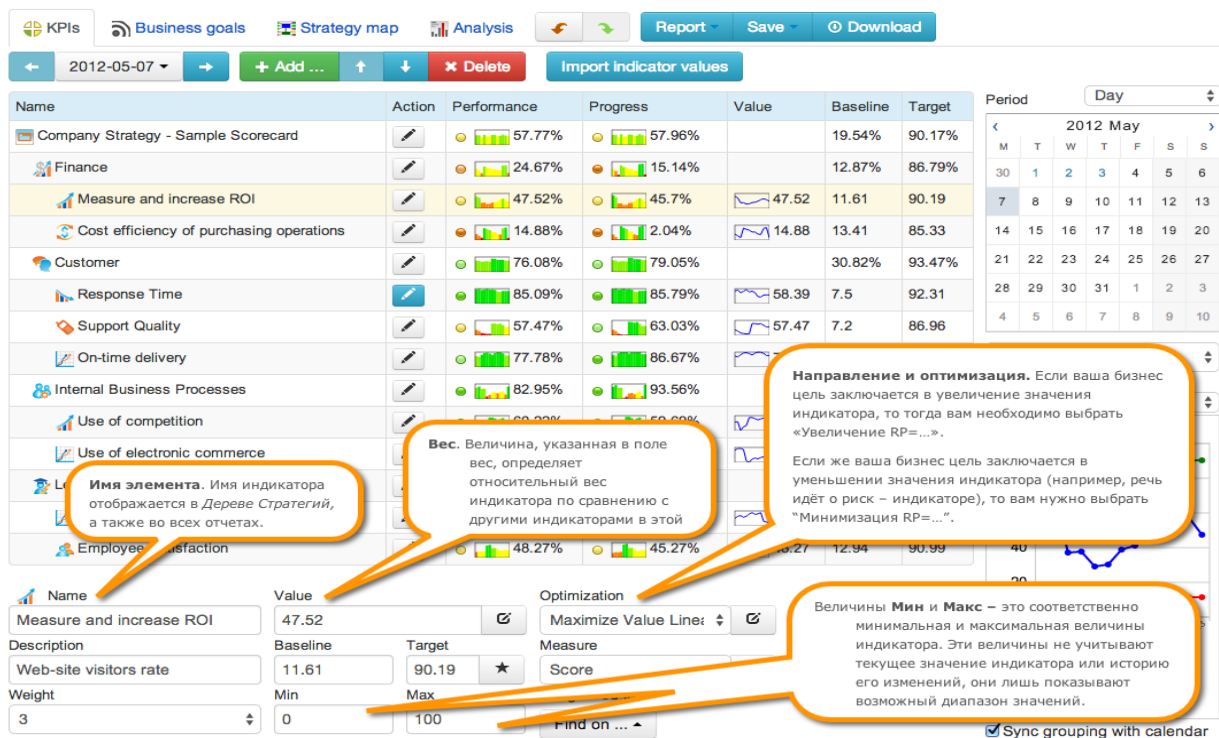 KPIs Business goals Strategy map Analysis Report Save Download
2012-05-07 + Add ... Delete Import indicator values
Name Action Performance Progress Value Baseline Target
Period Day
Company Strategy - Sample Scorecard 57.77% 57.96% 19.54% 90.17%
Finance 24.67% 15.14% 12.87% 86.79%
Measure and increase ROI 47.52% 45.7% 47.52 11.61 90.19
Cost efficiency of purchasing operations 14.88% 2.04% 14.88 13.41 85.33
Customer 76.08% 79.05% 30.82% 93.47%
Response Time 85.09% 85.79% 58.39 7.5 92.31
Support Quality 57.47% 63.03% 57.47 7.2 86.96
On-time delivery 77.78% 86.67%
Internal Business Processes 82.95% 93.56%
Use of competition
Use of electronic commerce
Employee
48.27% 45.27% 12.94 90.99
‹ 2012 May ›
M T W T F S S
30 1 2 3 4 5 6
7 8 9 10 11 12 13
14 15 16 17 18 19 20
21 22 23 24 25 26 27
28 29 30 31 1 2 3
4 5 6 7 8 9 10
40
Направление и оптимизация. Если ваша бизнес
цель заключается в увеличение значения
индикатора, то тогда вам необходимо выбрать
«Увеличение RP=...».
Если же ваша бизнес цель заключается в
уменьшении значения индикатора (например, речь
идёт о риск – индикаторе), то вам нужно выбрать
“Минимизация RP=...”.
Вес. Величина, указанная в поле
вес, определяет
относительный вес
индикатора по сравнению с
другими индикаторами в этой
Имя элемента. Имя индикатора
отображается в Дереве Стратегий,
а также во всех отчетах.
Величины Мин и Макс – это соответственно
минимальная и максимальная величины
индикатора. Эти величины не учитывают
текущее значение индикатора или историю
его изменений, они лишь показывают
возможный диапазон значений.
Name Value Optimization
Measure and increase ROI 47.52 Maximize Value Linea
Description Baseline Target Measure
Web-site visitors rate 11.61 90.19 Score
Weight Min Max
3 0 100 Find on ...
Sync grouping with calendar